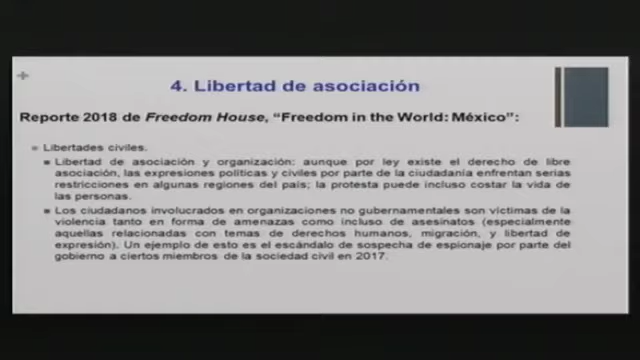 4. Libertad de asociación
Reporte 2018 de Freedom House, “Freedom in the World: México”:
Libertades civiles.
Libertad de asociación y organización: aunque por ley existe el derecho de libre
asociación, las expresiones políticas y civiles por parte de la ciudadanía enfrentan serias
restricciones en algunas regiones del país; la protesta puede incluso costar la vida de
las personas.
Los ciudadanos involucrados en organizaciones no gubernamentales son víctimas de la
violencia tanto en forma de amenazas como incluso de asesinatos (especialmente
aquellas relacionadas con temas de derechos humanos, migración, y libertad de
expresión). Un ejemplo de esto es el escándalo de sospecha de espionaje por parte del
gobierno a ciertos miembros de la sociedad civil en 2017.